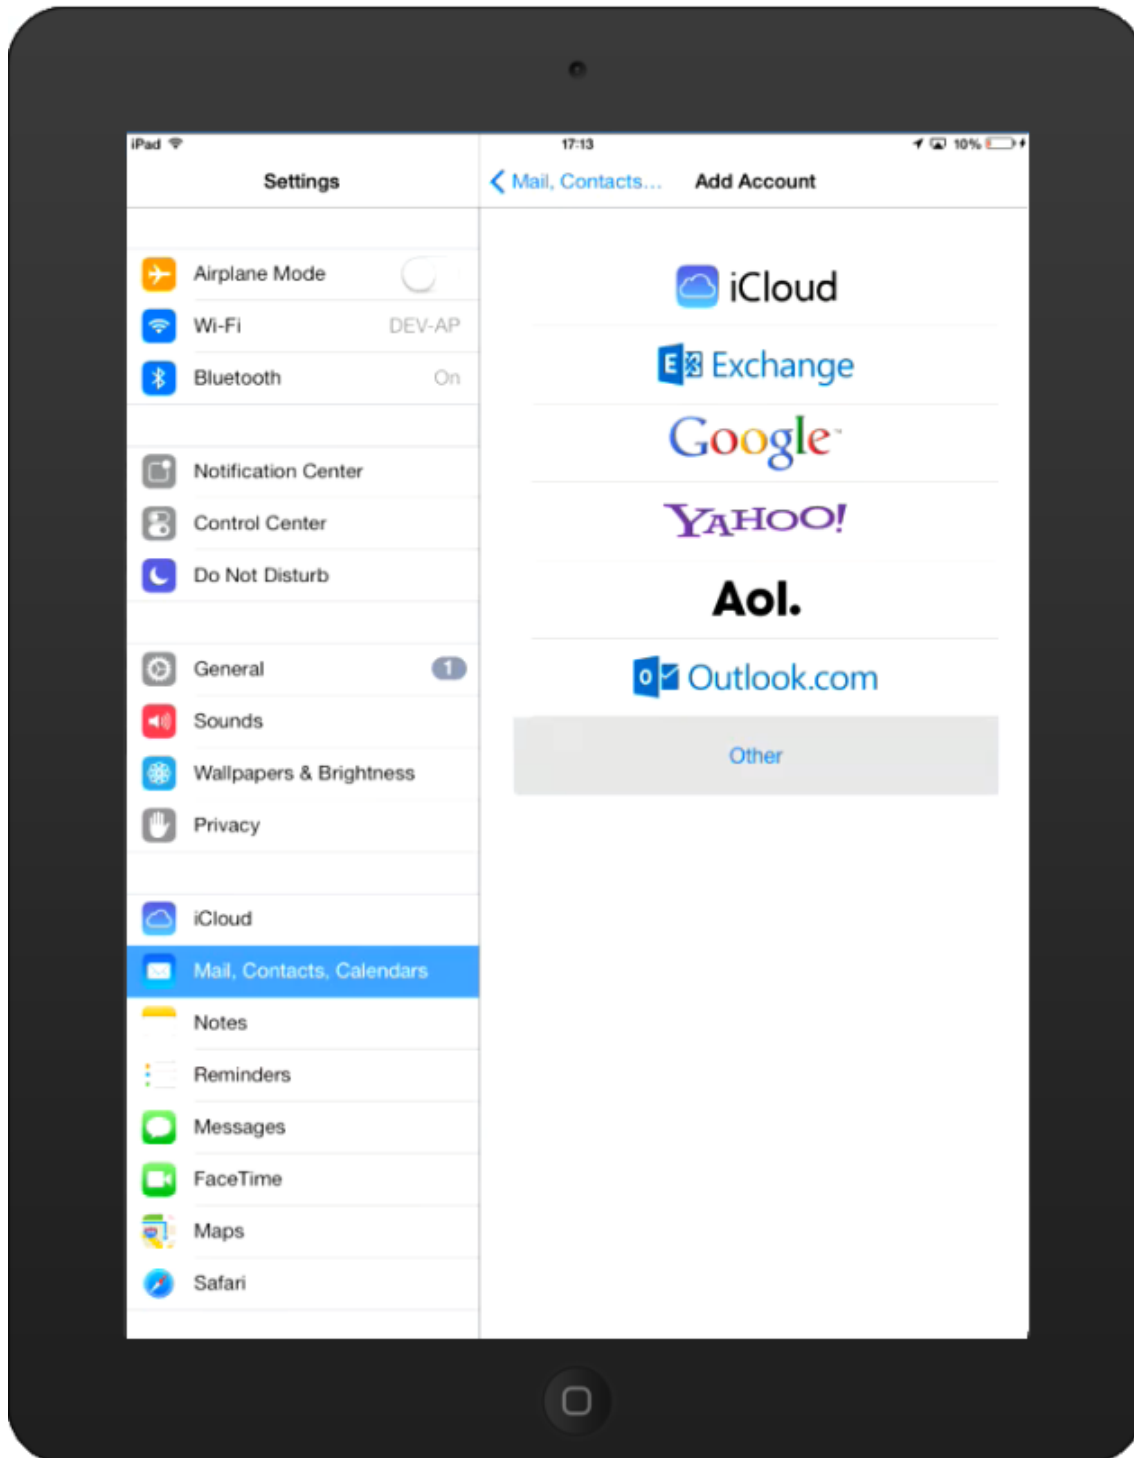 iPad 17:13 10%
Settings
Mail, Contacts... Add Account
Airplane Mode
Wi-Fi DEV-AP
Bluetooth On
Notification Center
Control Center
Do Not Disturb
General 1
Sounds
Wallpapers & Brightness
Privacy
iCloud
Mail, Contacts, Calendars
Notes
Reminders
Messages
FaceTime
Maps
Safari
iCloud
E Exchange
Google™
YAHOO!
Aol.
o Outlook.com
Other